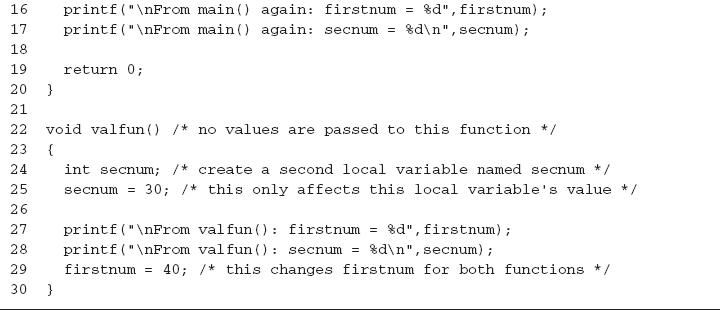 16 printf("\nFrom main() again: firstnum = %d",firstnum);
17 printf("\nFrom main() again: secnum = %d\n",secnum);
18
19 return 0;
20 }
21
22 void valfun() /* no values are passed to this function */
23 {
24 int secnum; /* create a second local variable named secnum */
25 secnum = 30; /* this only affects this local variable's value */
26
27 printf("\nFrom valfun(): firstnum = %d",firstnum);
28 printf("\nFrom valfun(): secnum = %d\n",secnum);
29 firstnum = 40; /* this changes firstnum for both functions */
30 }